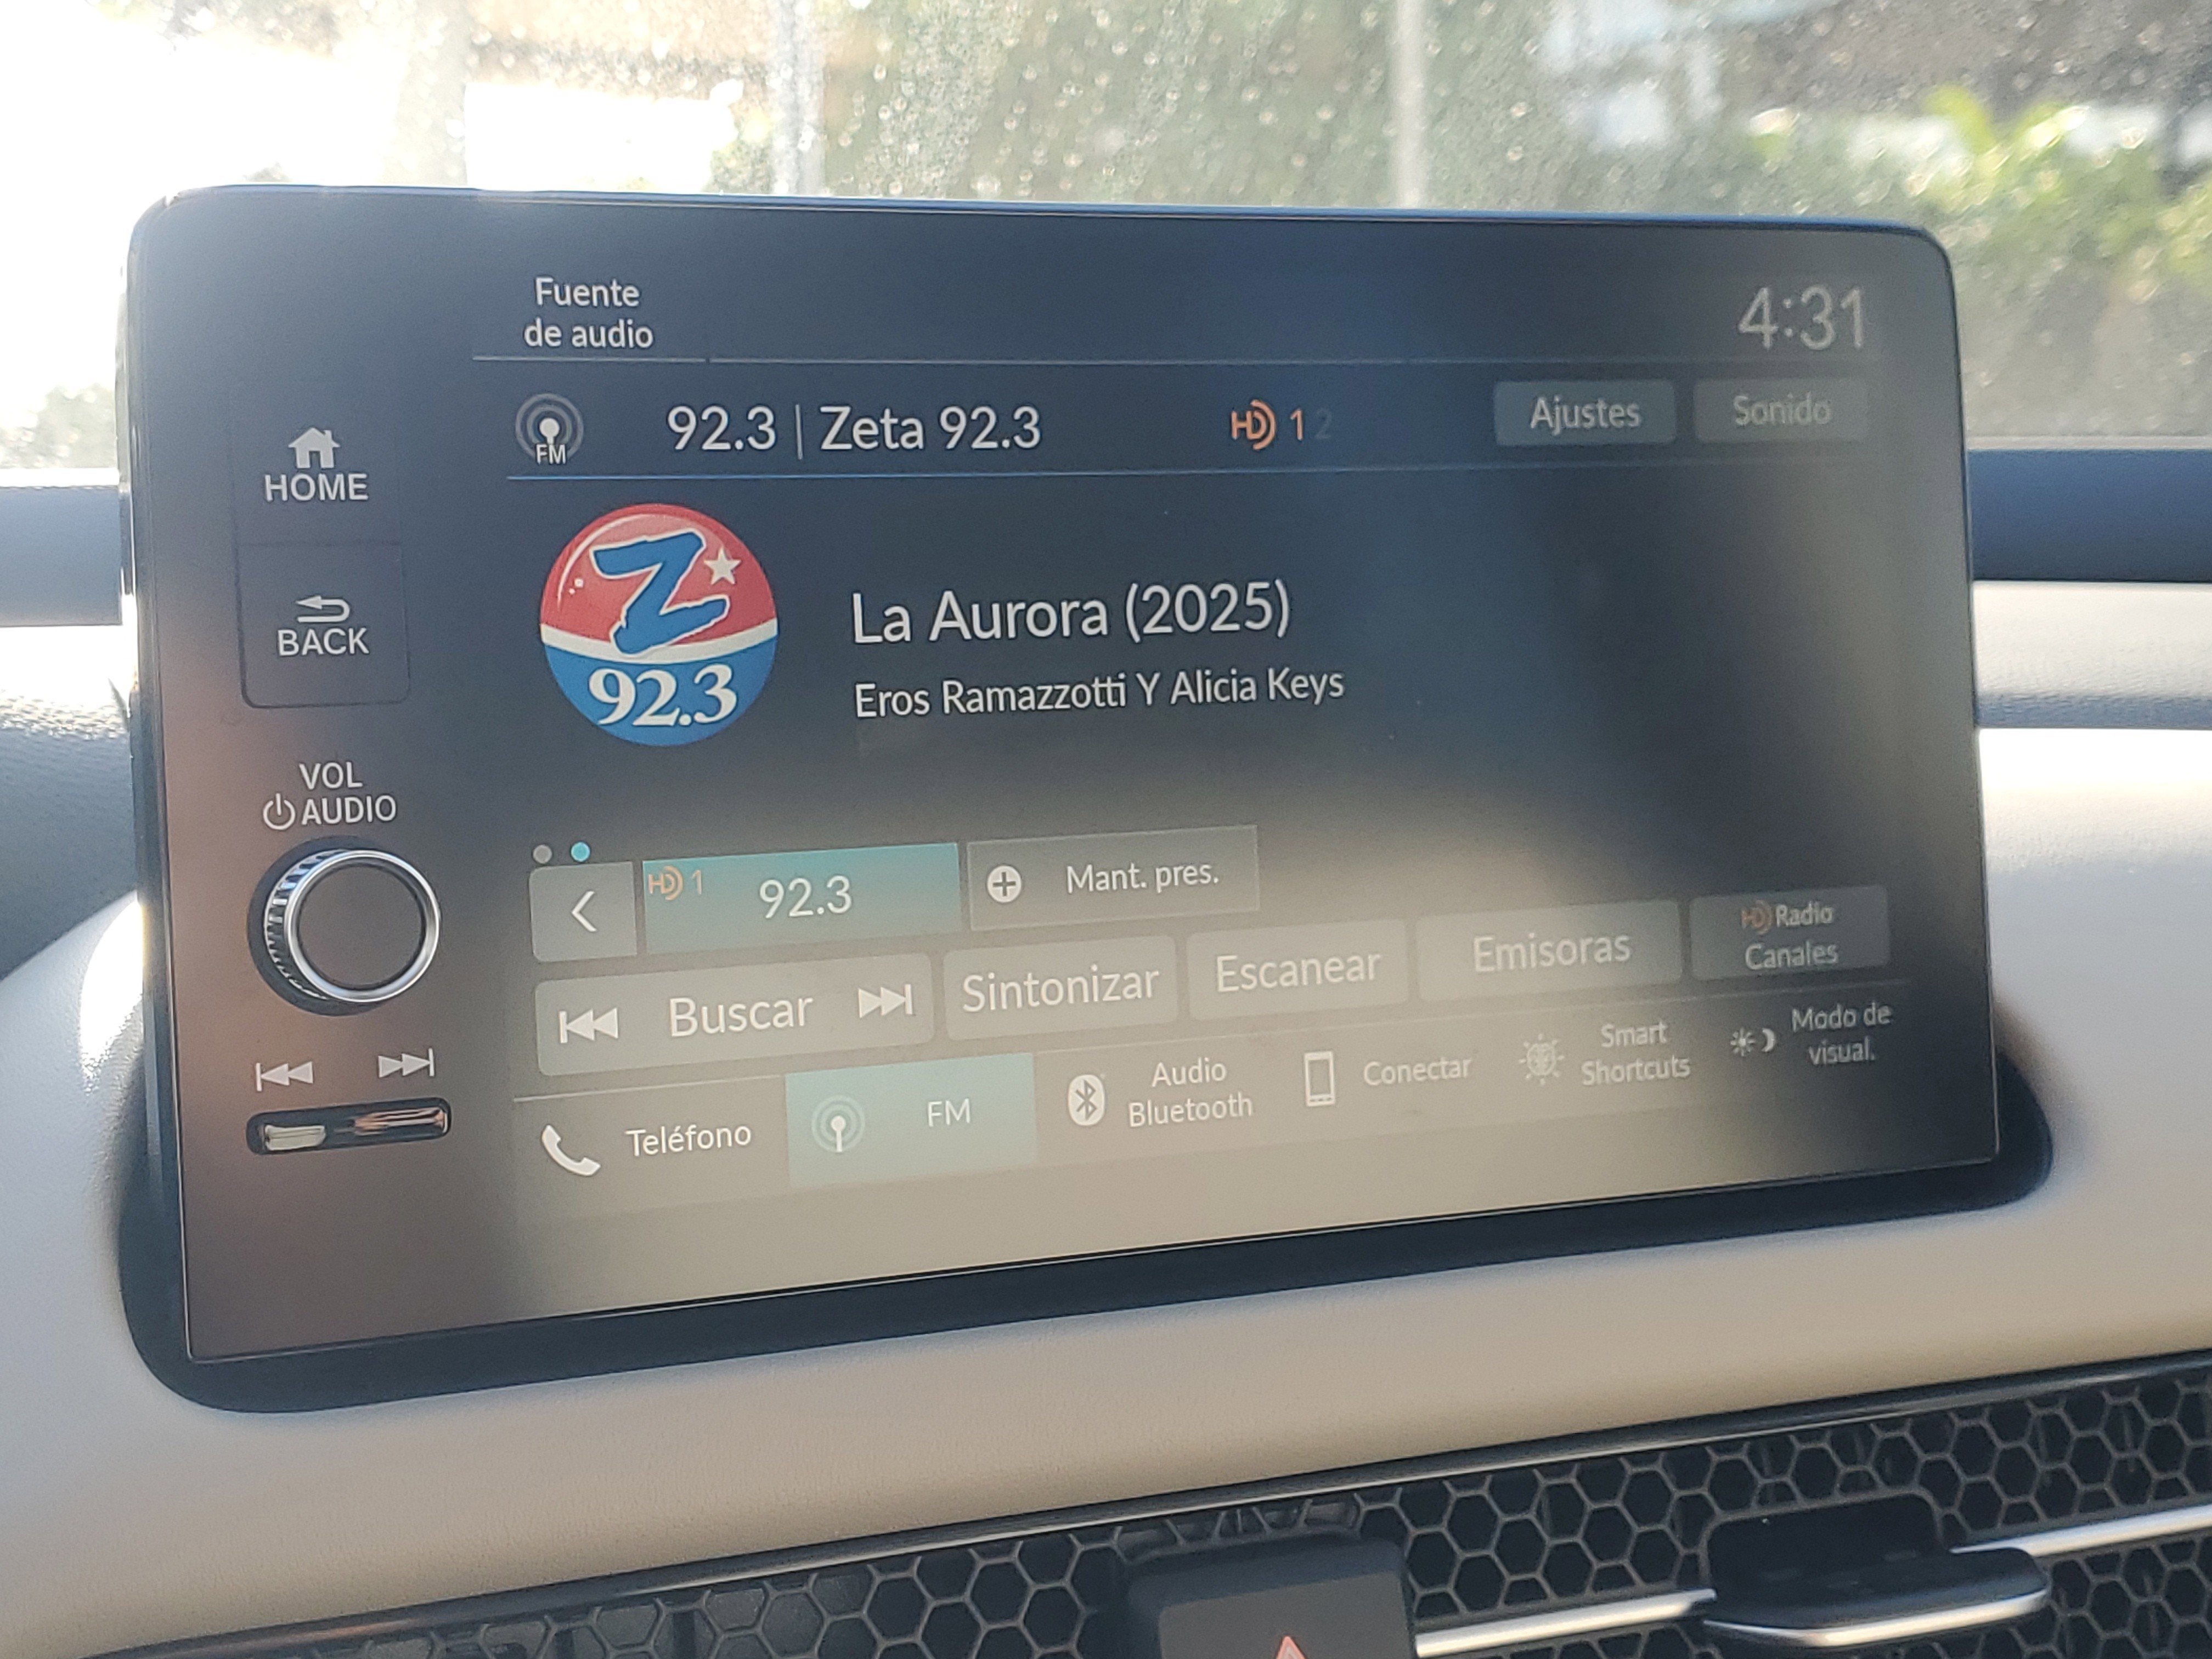 Fuente
de audio
4:31
FM
92.3 | Zeta 92.3
HD 1 2
Ajustes
Sonido
HOME
BACK
Z
92.3
La Aurora (2025)
Eros Ramazzotti Y Alicia Keys
VOL
AUDIO
HD 1 92.3
Mant. pres.
Buscar
Sintonizar
Escanear
Emisoras
HD Radio
Canales
Teléfono
FM
Audio
Bluetooth
Conectar
Smart
Shortcuts
Modo de
visual.